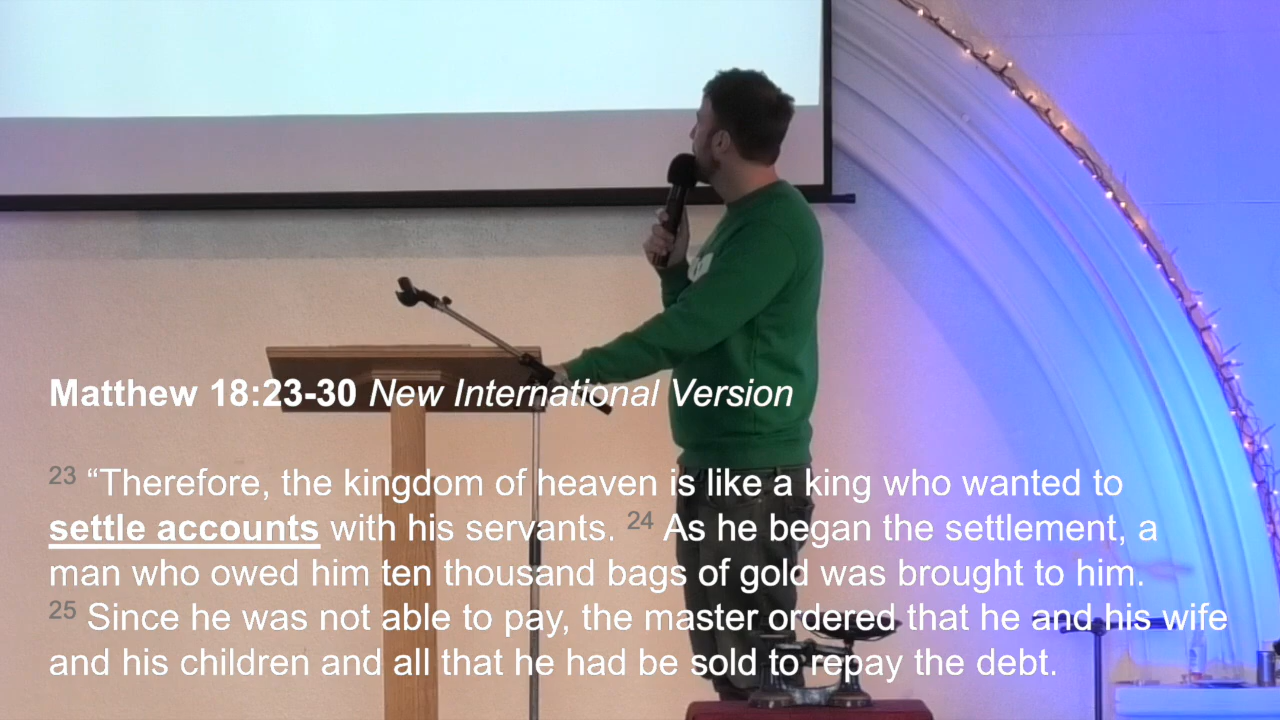 Matthew 18:23-30 New International Version
23 “Therefore, the kingdom of heaven is like a king who wanted to
settle accounts with his servants. 24 As he began the settlement, a
man who owed him ten thousand bags of gold was brought to him.
25 Since he was not able to pay, the master ordered that he and his wife
and his children and all that he had be sold to repay the debt.